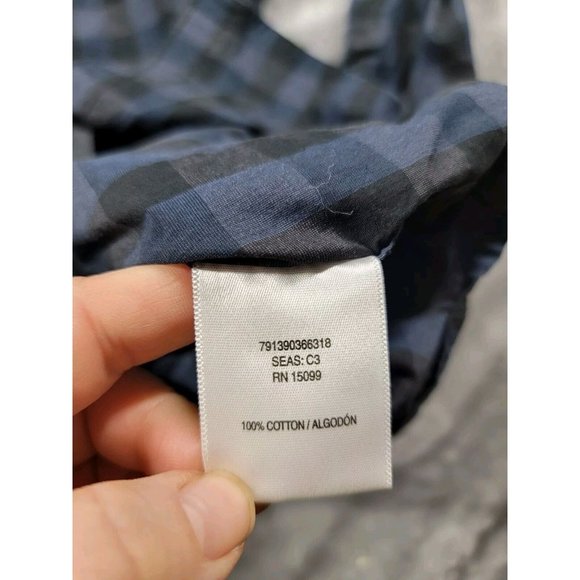 791390366318
SEAS: C3
RN 15099
100% COTTON / ALGODÓN